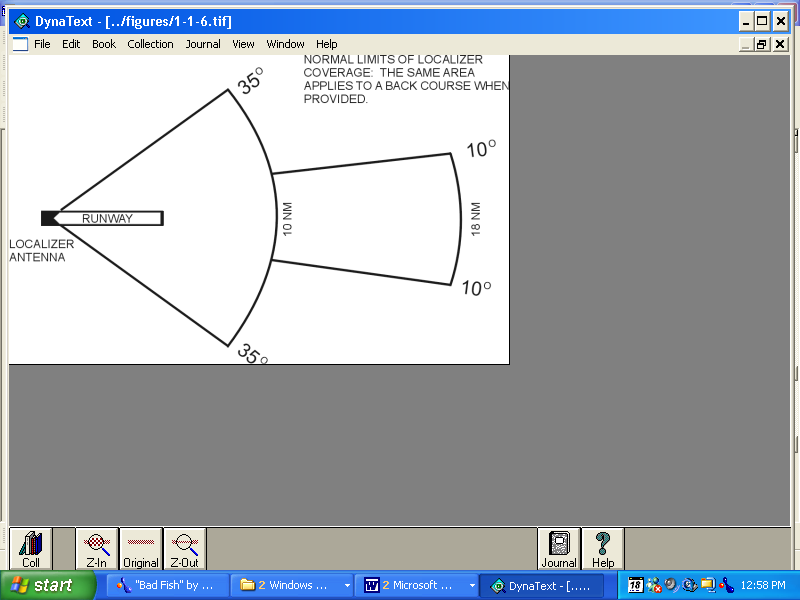 DynaText - [../figures/1-1-6.tif]
File Edit Book Collection Journal View Window Help
NORMAL LIMITS OF LOCALIZER
COVERAGE: THE SAME AREA
APPLIES TO A BACK COURSE WHEN
PROVIDED.
35°
10°
RUNWAY
10 NM
18 NM
LOCALIZER
ANTENNA
10°
35°
Coll Z-In Original Z-Out Journal Help
start "Bad Fish" by ... 2 Windows ... 2 Microsoft ... DynaText - [..... 18 12:58 PM